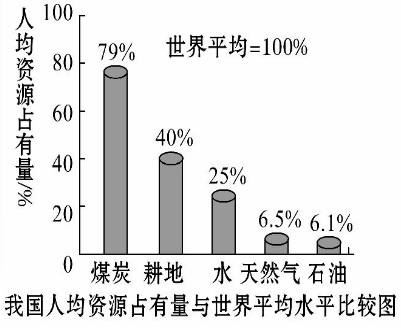 人均资源占有量/%
100
80
60
40
20
0
世界平均=100%
79%
40%
25%
6.5%
6.1%
煤炭
耕地
水
天然气
石油
我国人均资源占有量与世界平均水平比较图